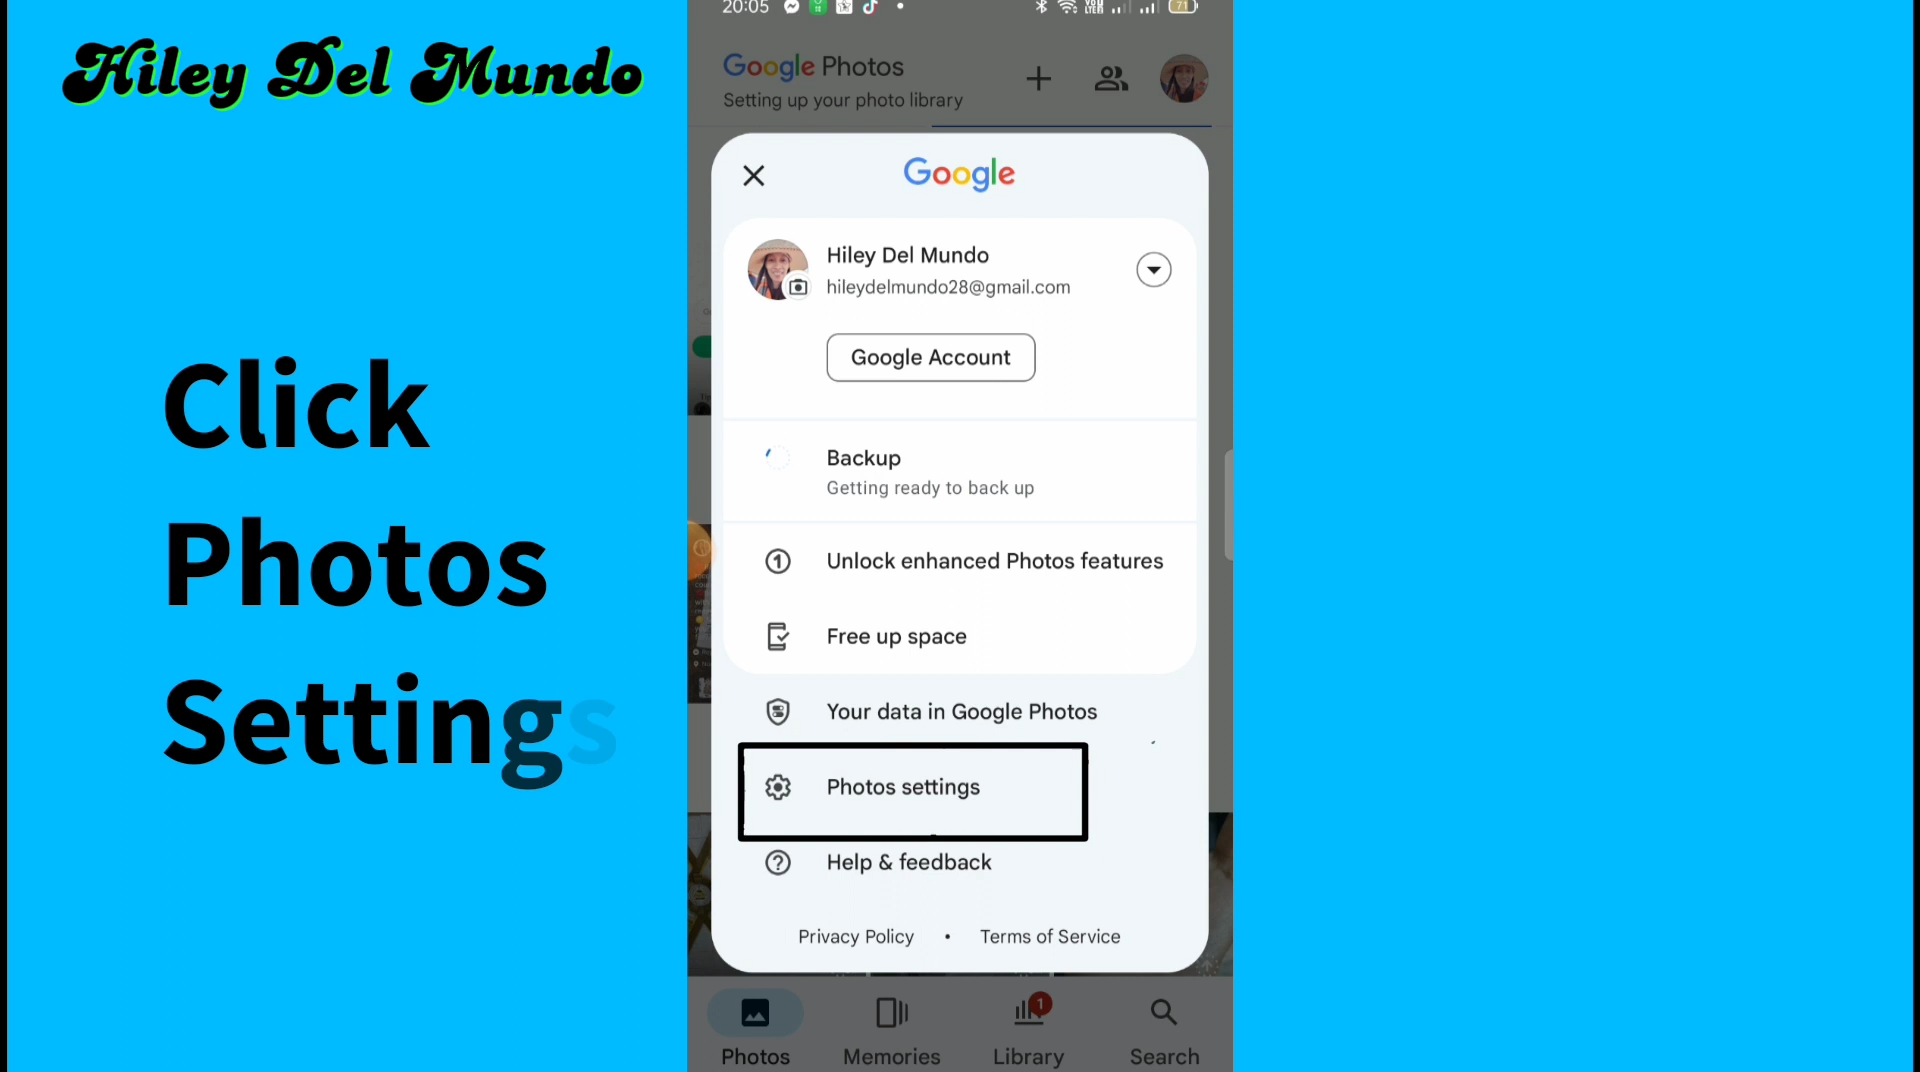 Hiley Del Mundo
Click
Photos
Settings
20:05
71
Google Photos
Setting up your photo library
Google
Hiley Del Mundo
hileydelmundo28@gmail.com
Google Account
Backup
Getting ready to back up
Unlock enhanced Photos features
Free up space
Your data in Google Photos
Photos settings
Help & feedback
Privacy Policy • Terms of Service
1
Photos Memories Library Search